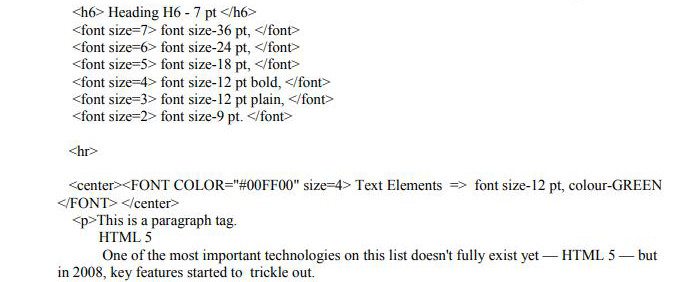 <h6> Heading H6 - 7 pt </h6>
<font size=7> font size-36 pt, </font>
<font size=6> font size-24 pt, </font>
<font size=5> font size-18 pt, </font>
<font size=4> font size-12 pt bold, </font>
<font size=3> font size-12 pt plain, </font>
<font size=2> font size-9 pt. </font>
<hr>
<center><FONT COLOR="#00FF00" size=4> Text Elements => font size-12 pt, colour-GREEN
</FONT> </center>
<p>This is a paragraph tag.
HTML 5
One of the most important technologies on this list doesn't fully exist yet — HTML 5 — but
in 2008, key features started to trickle out.